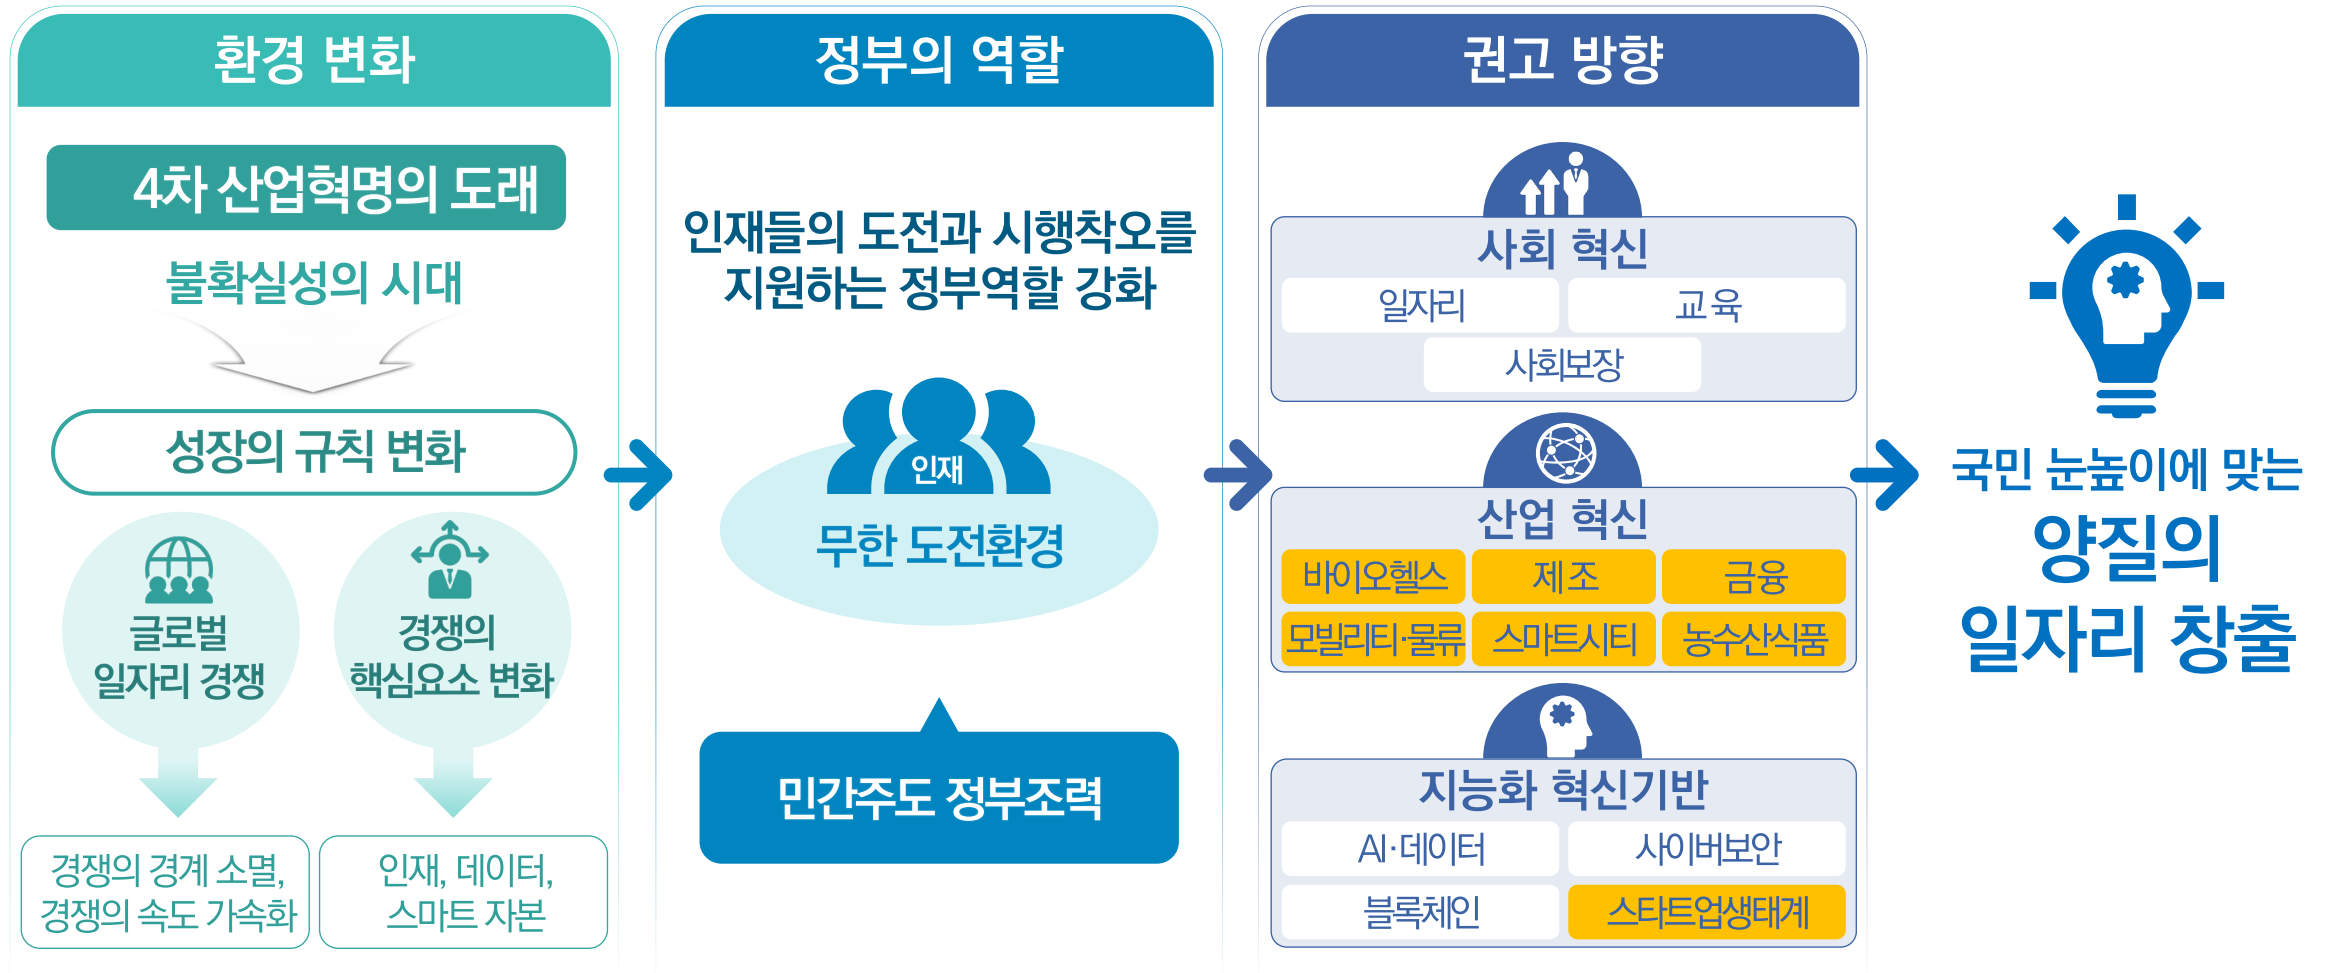 환경 변화
4차 산업혁명의 도래
불확실성의 시대
성장의 규칙 변화
글로벌
일자리 경쟁
경쟁의
핵심요소 변화
경쟁의 경계 소멸,
경쟁의 속도 가속화
인재, 데이터,
스마트 자본
정부의 역할
인재들의 도전과 시행착오를
지원하는 정부역할 강화
인재
무한 도전환경
민간주도 정부조력
권고 방향
사회 혁신
일자리
교육
사회보장
산업 혁신
바이오헬스
제조
금융
모빌리티·물류
스마트시티
농수산식품
지능화 혁신기반
AI·데이터
사이버보안
블록체인
스타트업생태계
국민 눈높이에 맞는
양질의
일자리 창출